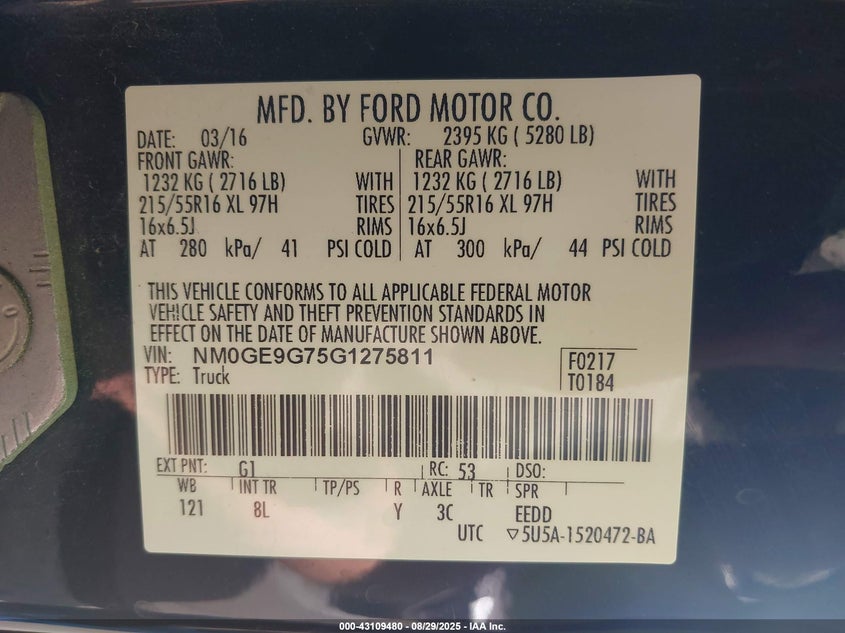 MFD. BY FORD MOTOR CO.
DATE: 03/16 GVWR: 2395 KG ( 5280 LB)
FRONT GAWR: REAR GAWR:
1232 KG ( 2716 LB) WITH 1232 KG ( 2716 LB) WITH
215/55R16 XL 97H TIRES 215/55R16 XL 97H TIRES
16x6.5J RIMS 16x6.5J RIMS
AT 280 kPa/ 41 PSI COLD AT 300 kPa/ 44 PSI COLD
THIS VEHICLE CONFORMS TO ALL APPLICABLE FEDERAL MOTOR
VEHICLE SAFETY AND THEFT PREVENTION STANDARDS IN
EFFECT ON THE DATE OF MANUFACTURE SHOWN ABOVE.
VIN: NM0GE9G75G1275811 F0217
TYPE: Truck T0184
EXT PNT: G1 RC: 53 DSO:
WB INT TR TP/PS R AXLE TR SPR
121 8L Y 3C EEDD
UTC ▽5U5A-1520472-BA
000-43109480 - 08/29/2025 - IAA Inc.